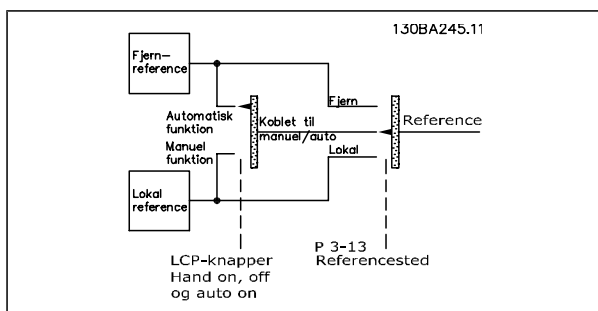 130BA245.11
Fjern-
reference
Fjern
Reference
Automatisk
funktion
Koblet til
manuel/auto
Manuel
funktion
Lokal
Lokal
reference
LCP-knapper
Hand on, off
og auto on
P 3-13
Referencested